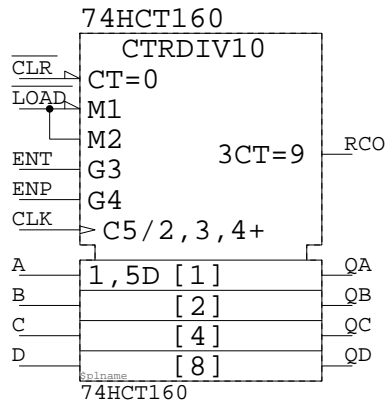 74HCT160
CTRDIV10
CLR CT=0
LOAD M1
M2
3CT=9 RCO
ENT G3
ENP G4
CLK C5/2,3,4+
A 1,5D [1] QA
B [2] QB
C [4] QC
D [8] QD
$plname
74HCT160